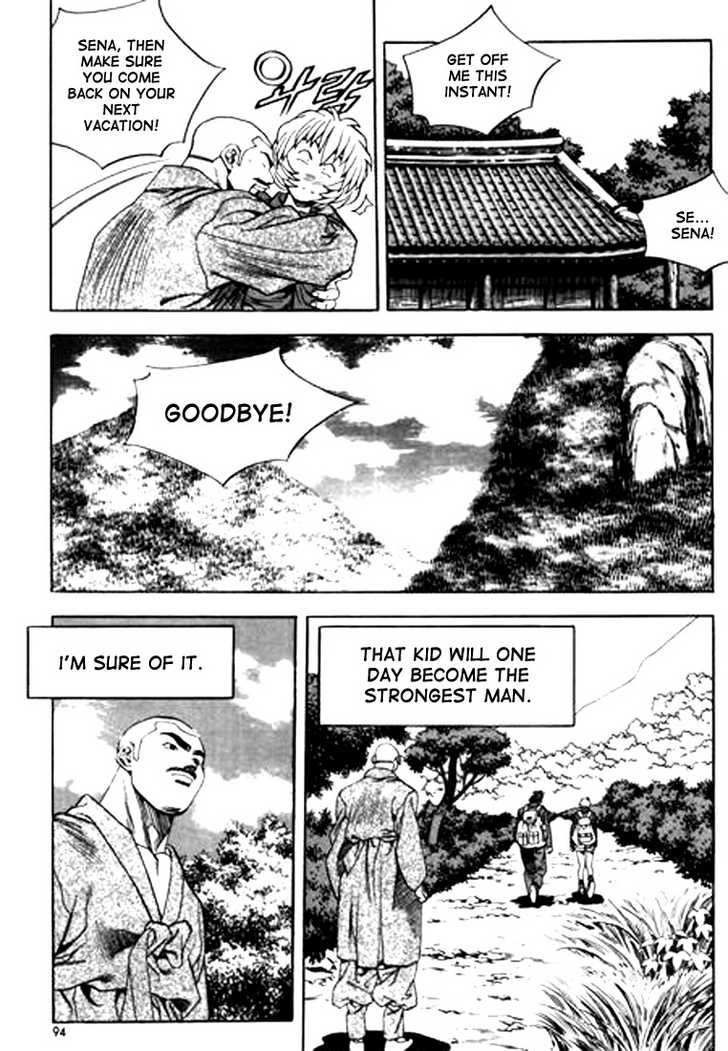 SENA, THEN
MAKE SURE
YOU COME
BACK ON YOUR
NEXT
VACATION!
와락
GET OFF
ME THIS
INSTANT!
SE...
SENA!
GOODBYE!
I'M SURE OF IT.
THAT KID WILL ONE
DAY BECOME THE
STRONGEST MAN.
94